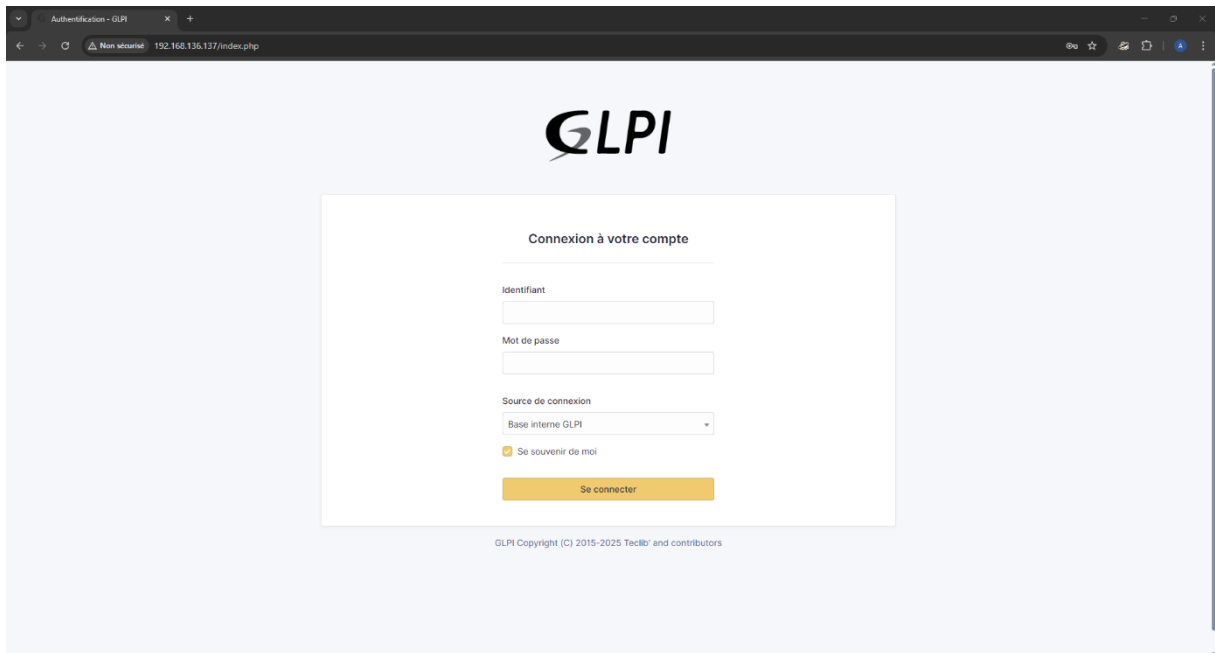 Authentification - GLPI
Non sécurisé 192.168.136.137/index.php
A
GLPI
Connexion à votre compte
Identifiant
Mot de passe
Source de connexion
Base interne GLPI
Se souvenir de moi
Se connecter
GLPI Copyright (C) 2015-2025 Teclib' and contributors